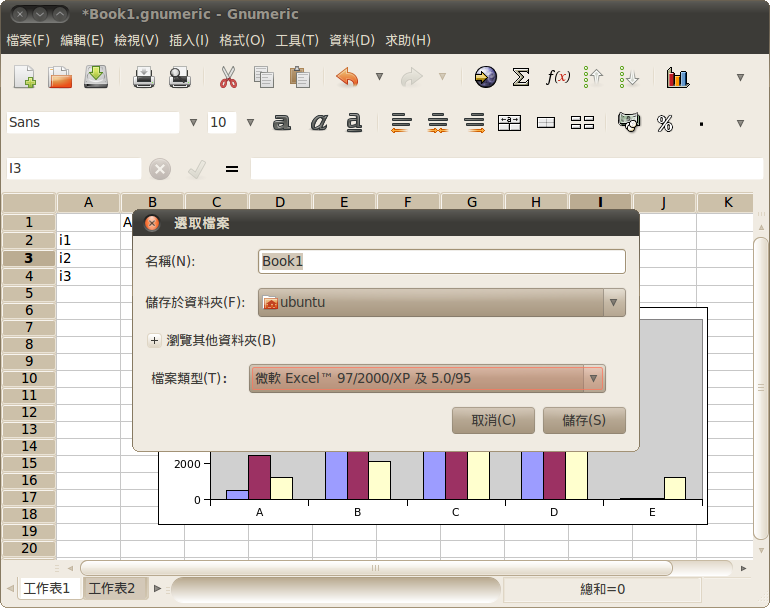 *Book1.gnumeric - Gnumeric
檔案(F) 編輯(E) 檢視(V) 插入(I) 格式(O) 工具(T) 資料(D) 求助(H)
f(x)
Sans 10 a a a %
I3 =
A B C D E F G H I J K
1 A
2 i1
3 i2
4 i3
5
6
7
8
9
10
11
12
13
14
15
16
17
18
19
20
選取檔案
名稱(N): Book1
儲存於資料夾(F): ubuntu
瀏覽其他資料夾(B)
檔案類型(T): 微軟 Excel™ 97/2000/XP 及 5.0/95
取消(C) 儲存(S)
2000
0
A B C D E
工作表1 工作表2 總和=0